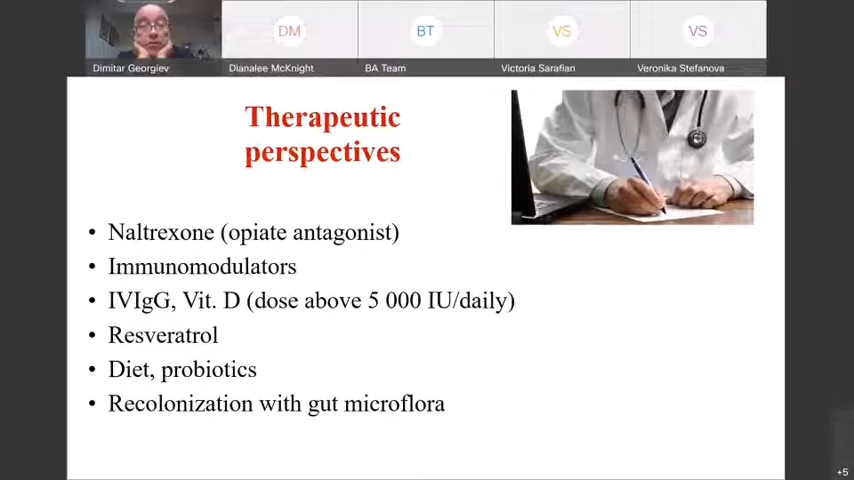 DM
BT
VS
VS
Dimitar Georgiev
Dianalee McKnight
BA Team
Victoria Sarafian
Veronika Stefanova
Therapeutic
perspectives
• Naltrexone (opiate antagonist)
• Immunomodulators
• IVIgG, Vit. D (dose above 5 000 IU/daily)
• Resveratrol
• Diet, probiotics
• Recolonization with gut microflora
+5